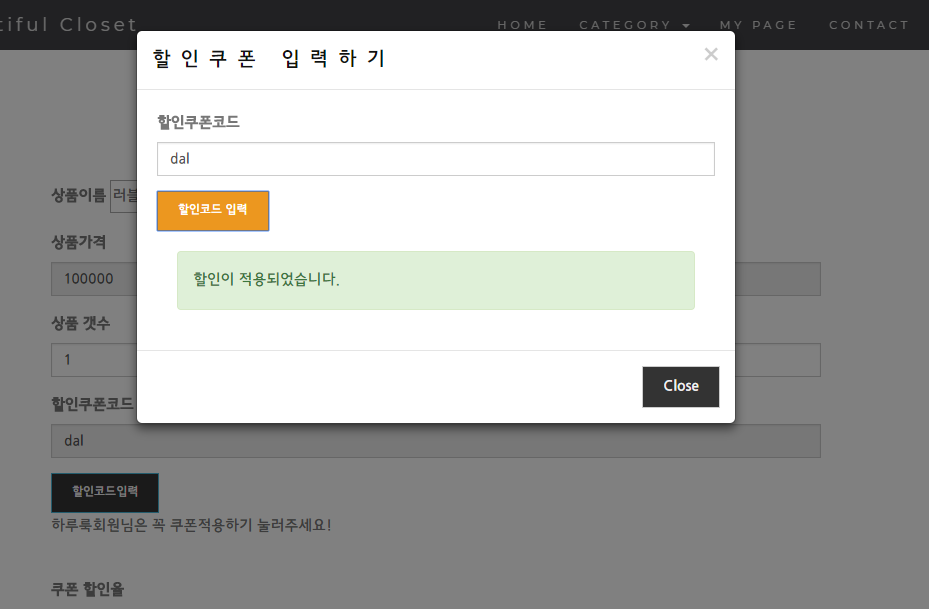 tiful Closet
HOME CATEGORY MY PAGE CONTACT
할인쿠폰 입력하기
×
할인쿠폰코드
dal
할인코드 입력
할인이 적용되었습니다.
Close
상품이름 러블
상품가격
100000
상품 갯수
1
할인쿠폰코드
dal
할인코드입력
하루룩회원님은 꼭 쿠폰적용하기 눌러주세요!
쿠폰 할인율